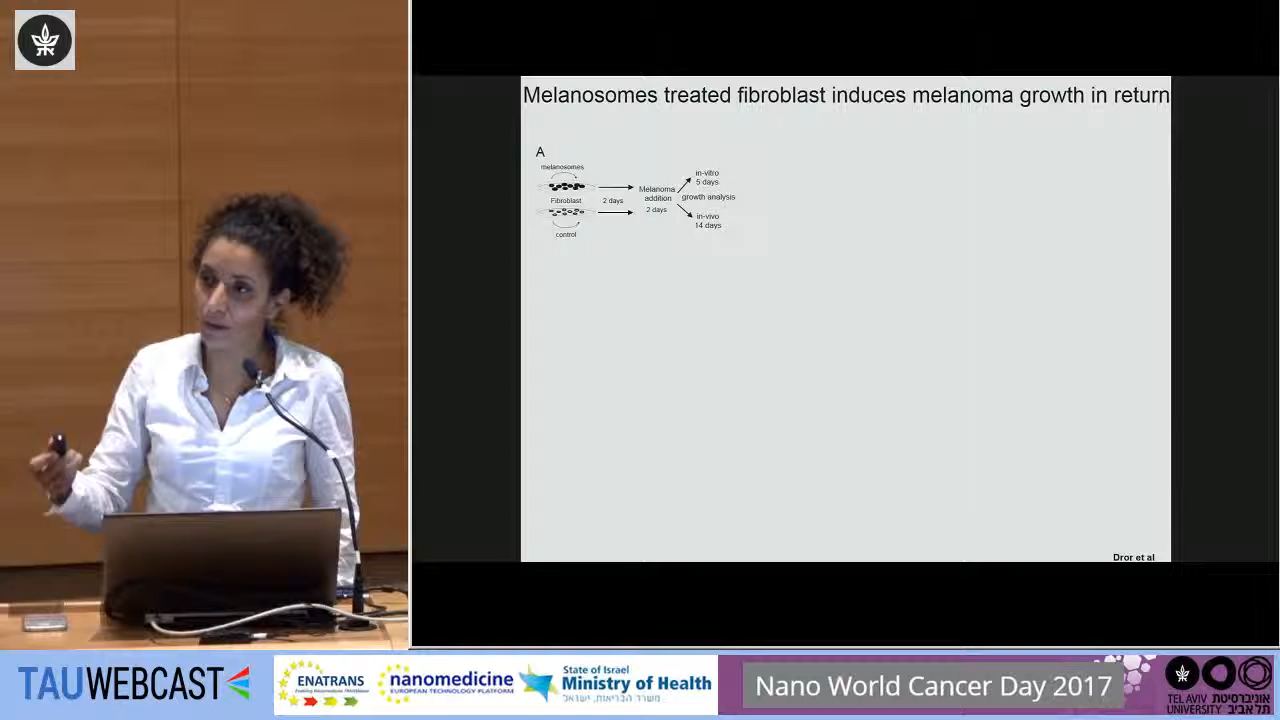 Melanosomes treated fibroblast induces melanoma growth in return
A
melanosomes
Fibroblast
control
2 days
Melanoma
addition
2 days
in-vitro
5 days
growth analysis
in-vivo
14 days
Dror et al
TAUWEBCAST
ENATRANS
nanomedicine
EUROPEAN TECHNOLOGY PLATFORM
State of Israel
Ministry of Health
משרד הבריאות, ישראל
Nano World Cancer Day 2017
TEL AVIV אוניברסיטת
UNIVERSITY תל אביב